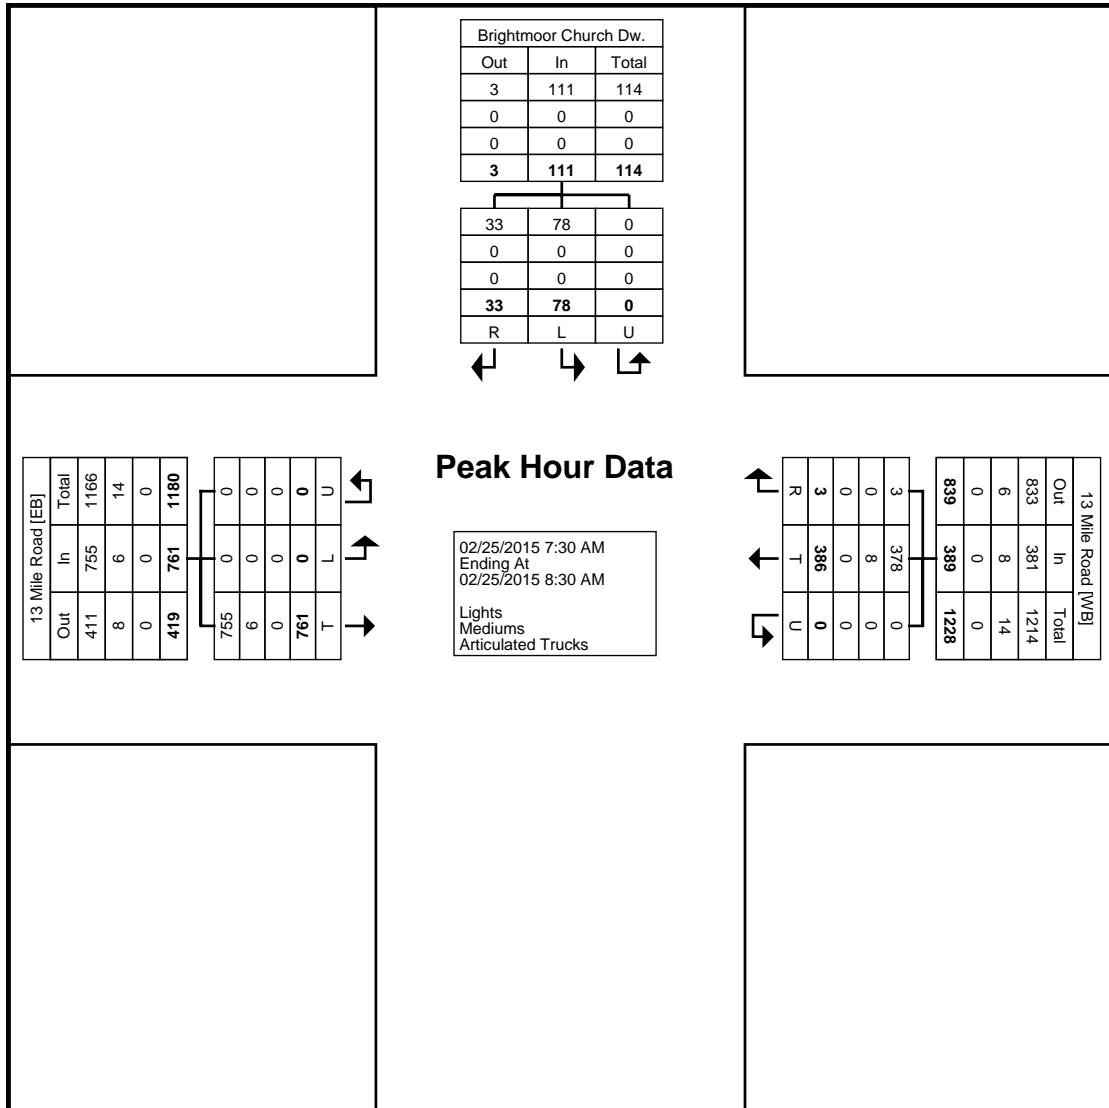 Brightmoor Church Dw.
Out In Total
3 111 114
0 0 0
0 0 0
3 111 114
33 78 0
0 0 0
0 0 0
33 78 0
R L U
Peak Hour Data
02/25/2015 7:30 AM
Ending At
02/25/2015 8:30 AM
Lights
Mediums
Articulated Trucks
13 Mile Road [EB]
Out In Total
411 755 1166
8 6 14
0 0 0
419 761 1180
755 0 0
6 0 0
0 0 0
761 0 0
T L U
13 Mile Road [WB]
Out In Total
833 381 1214
6 8 14
0 0 0
839 389 1228
3 378 0
0 8 0
0 0 0
3 386 0
R T U